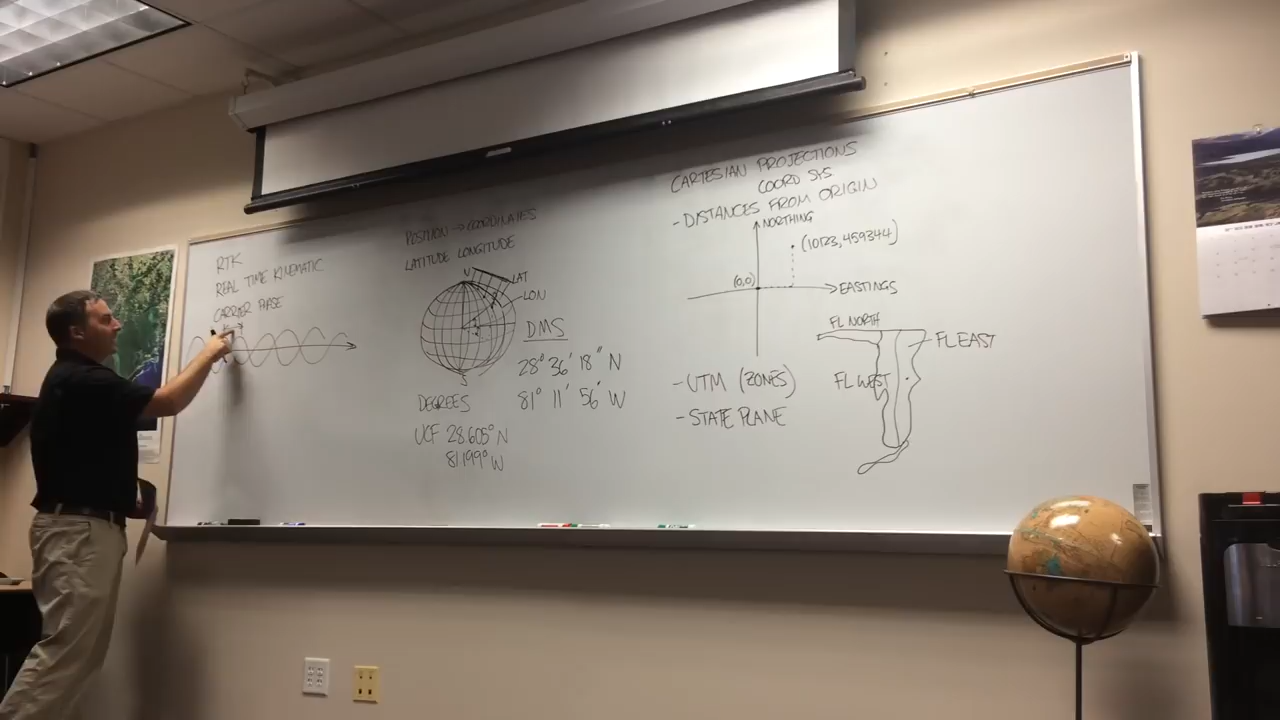 RTK
REAL TIME KINEMATIC
CARRIER PHASE
POSITION → COORDINATES
LATITUDE LONGITUDE
N
LAT
LON
S
DMS
28° 36' 18" N
81° 11' 56" W
DEGREES
UCF 28.605° N
81.199° W
CARTESIAN PROJECTIONS
COORD SYS
- DISTANCES FROM ORIGIN
NORTHING
(10123, 459344)
(0,0)
EASTINGS
- UTM (ZONES)
- STATE PLANE
FL NORTH
FL EAST
FL WEST